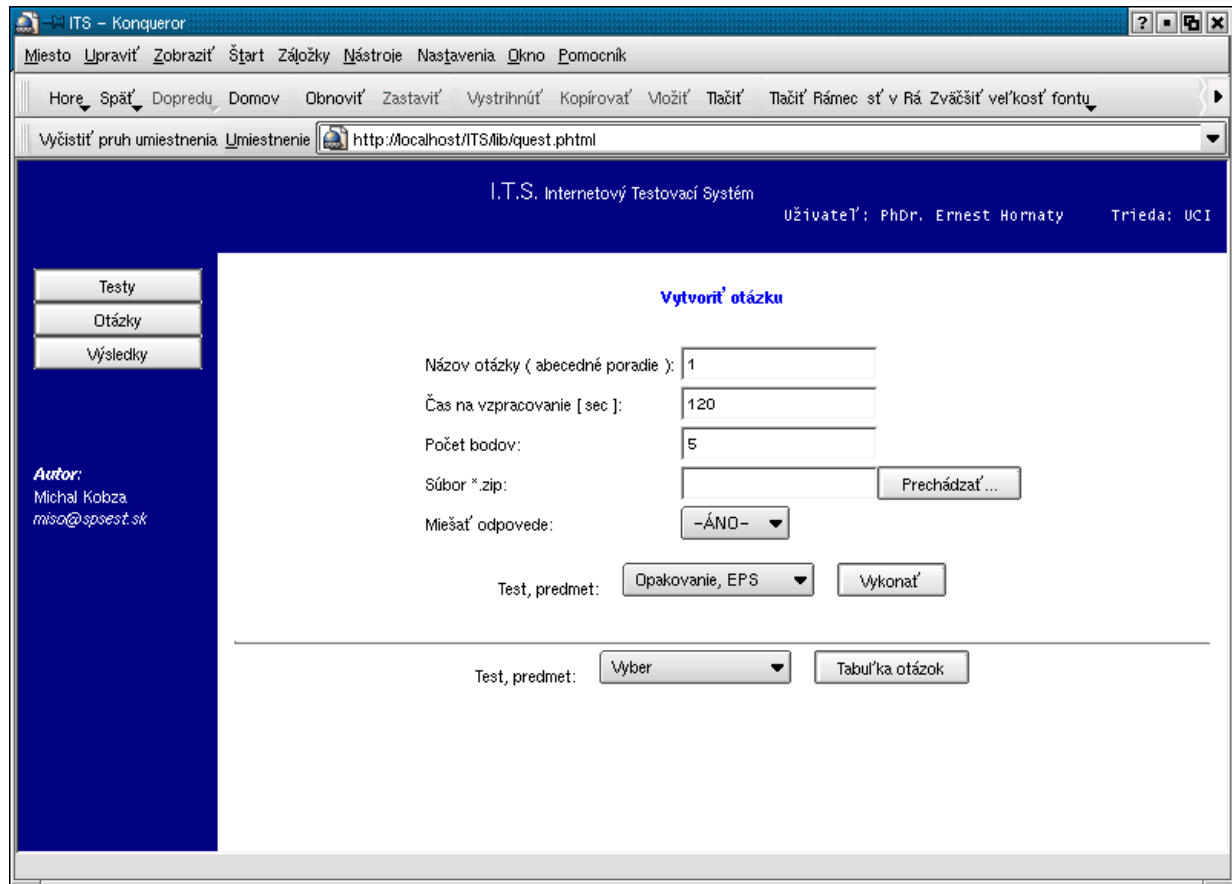 ITS – Konqueror
Miesto Upraviť Zobraziť Štart Záložky Nástroje Nastavenia Okno Pomocník
Hore Späť Dopredu Domov Obnoviť Zastaviť Vystrihnúť Kopírovať Vložiť Tlačiť Tlačiť Rámec sť v Rá Zväčšiť veľkosť fontu
Vyčistiť pruh umiestnenia Umiestnenie http://localhost/ITS/lib/quest.phtml
I.T.S. Internetový Testovací Systém
Užívateľ: PhDr. Ernest Hornaty Trieda: UCI
Testy
Otázky
Výsledky
Autor:
Michal Kobza
miso@spsest.sk
Vytvoriť otázku
Názov otázky ( abecedné poradie ): 1
Čas na vzpracovanie [ sec ]: 120
Počet bodov: 5
Súbor *.zip: Prechádzať ...
Miešať odpovede: –ÁNO–
Test, predmet: Opakovanie, EPS Vykonať
Test, predmet: Vyber Tabuľka otázok